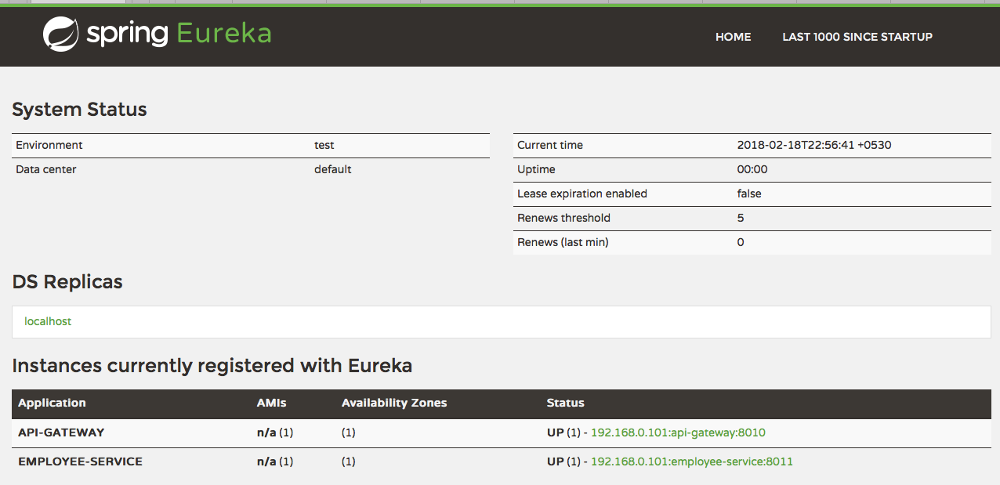 spring Eureka
HOME LAST 1000 SINCE STARTUP
System Status
Environment test
Data center default
Current time 2018-02-18T22:56:41 +0530
Uptime 00:00
Lease expiration enabled false
Renews threshold 5
Renews (last min) 0
DS Replicas
localhost
Instances currently registered with Eureka
Application AMIs Availability Zones Status
API-GATEWAY n/a (1) (1) UP (1) - 192.168.0.101:api-gateway:8010
EMPLOYEE-SERVICE n/a (1) (1) UP (1) - 192.168.0.101:employee-service:8011